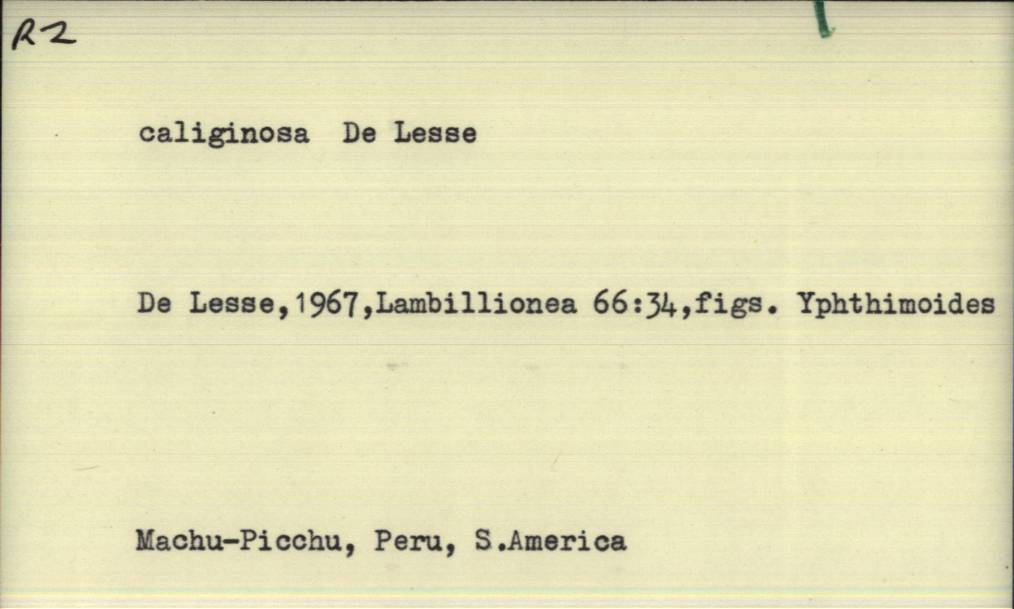 R2
caliginosa De Lesse
De Lesse,1967,Lambillionea 66:34,figs. Yphthimoides
Machu-Picchu, Peru, S.America